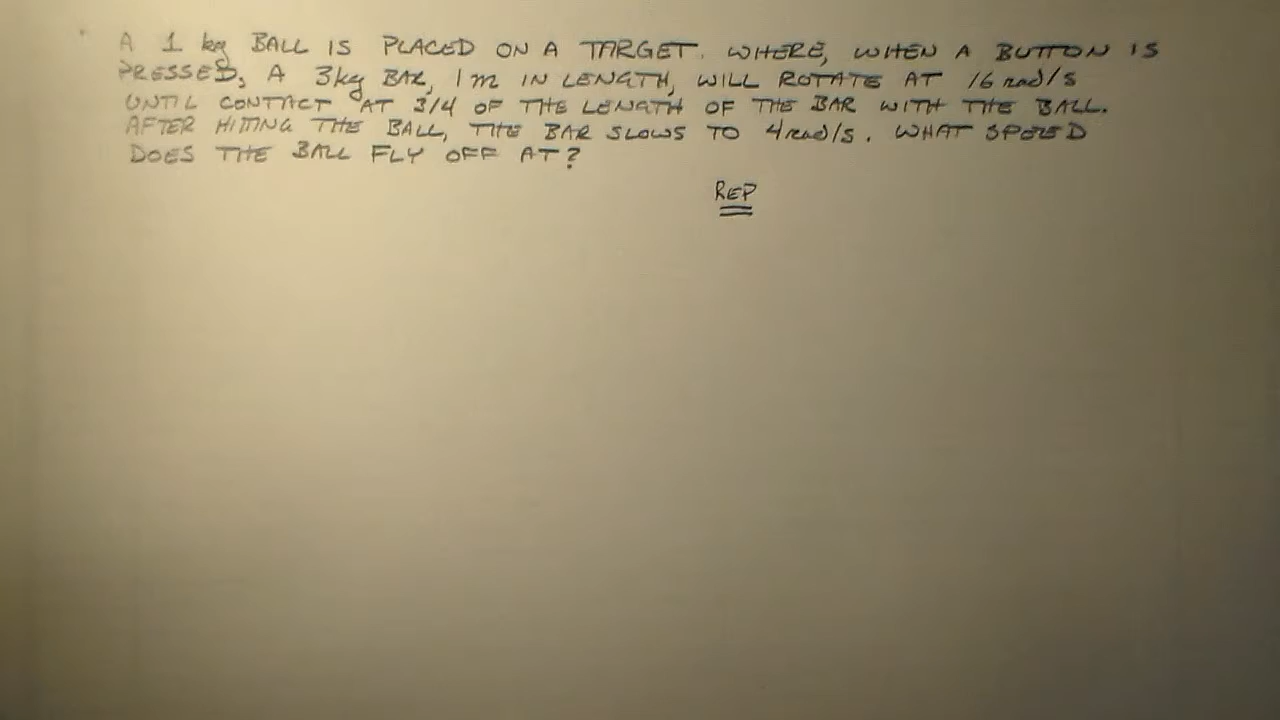 A 1 kg BALL IS PLACED ON A TARGET. WHERE, WHEN A BUTTON IS
PRESSED, A 3kg BAR, 1m IN LENGTH, WILL ROTATE AT 16 rad/s
UNTIL CONTACT AT 3/4 OF THE LENGTH OF THE BAR WITH THE BALL.
AFTER HITTING THE BALL, THE BAR SLOWS TO 4 rad/s. WHAT SPEED
DOES THE BALL FLY OFF AT?
REP